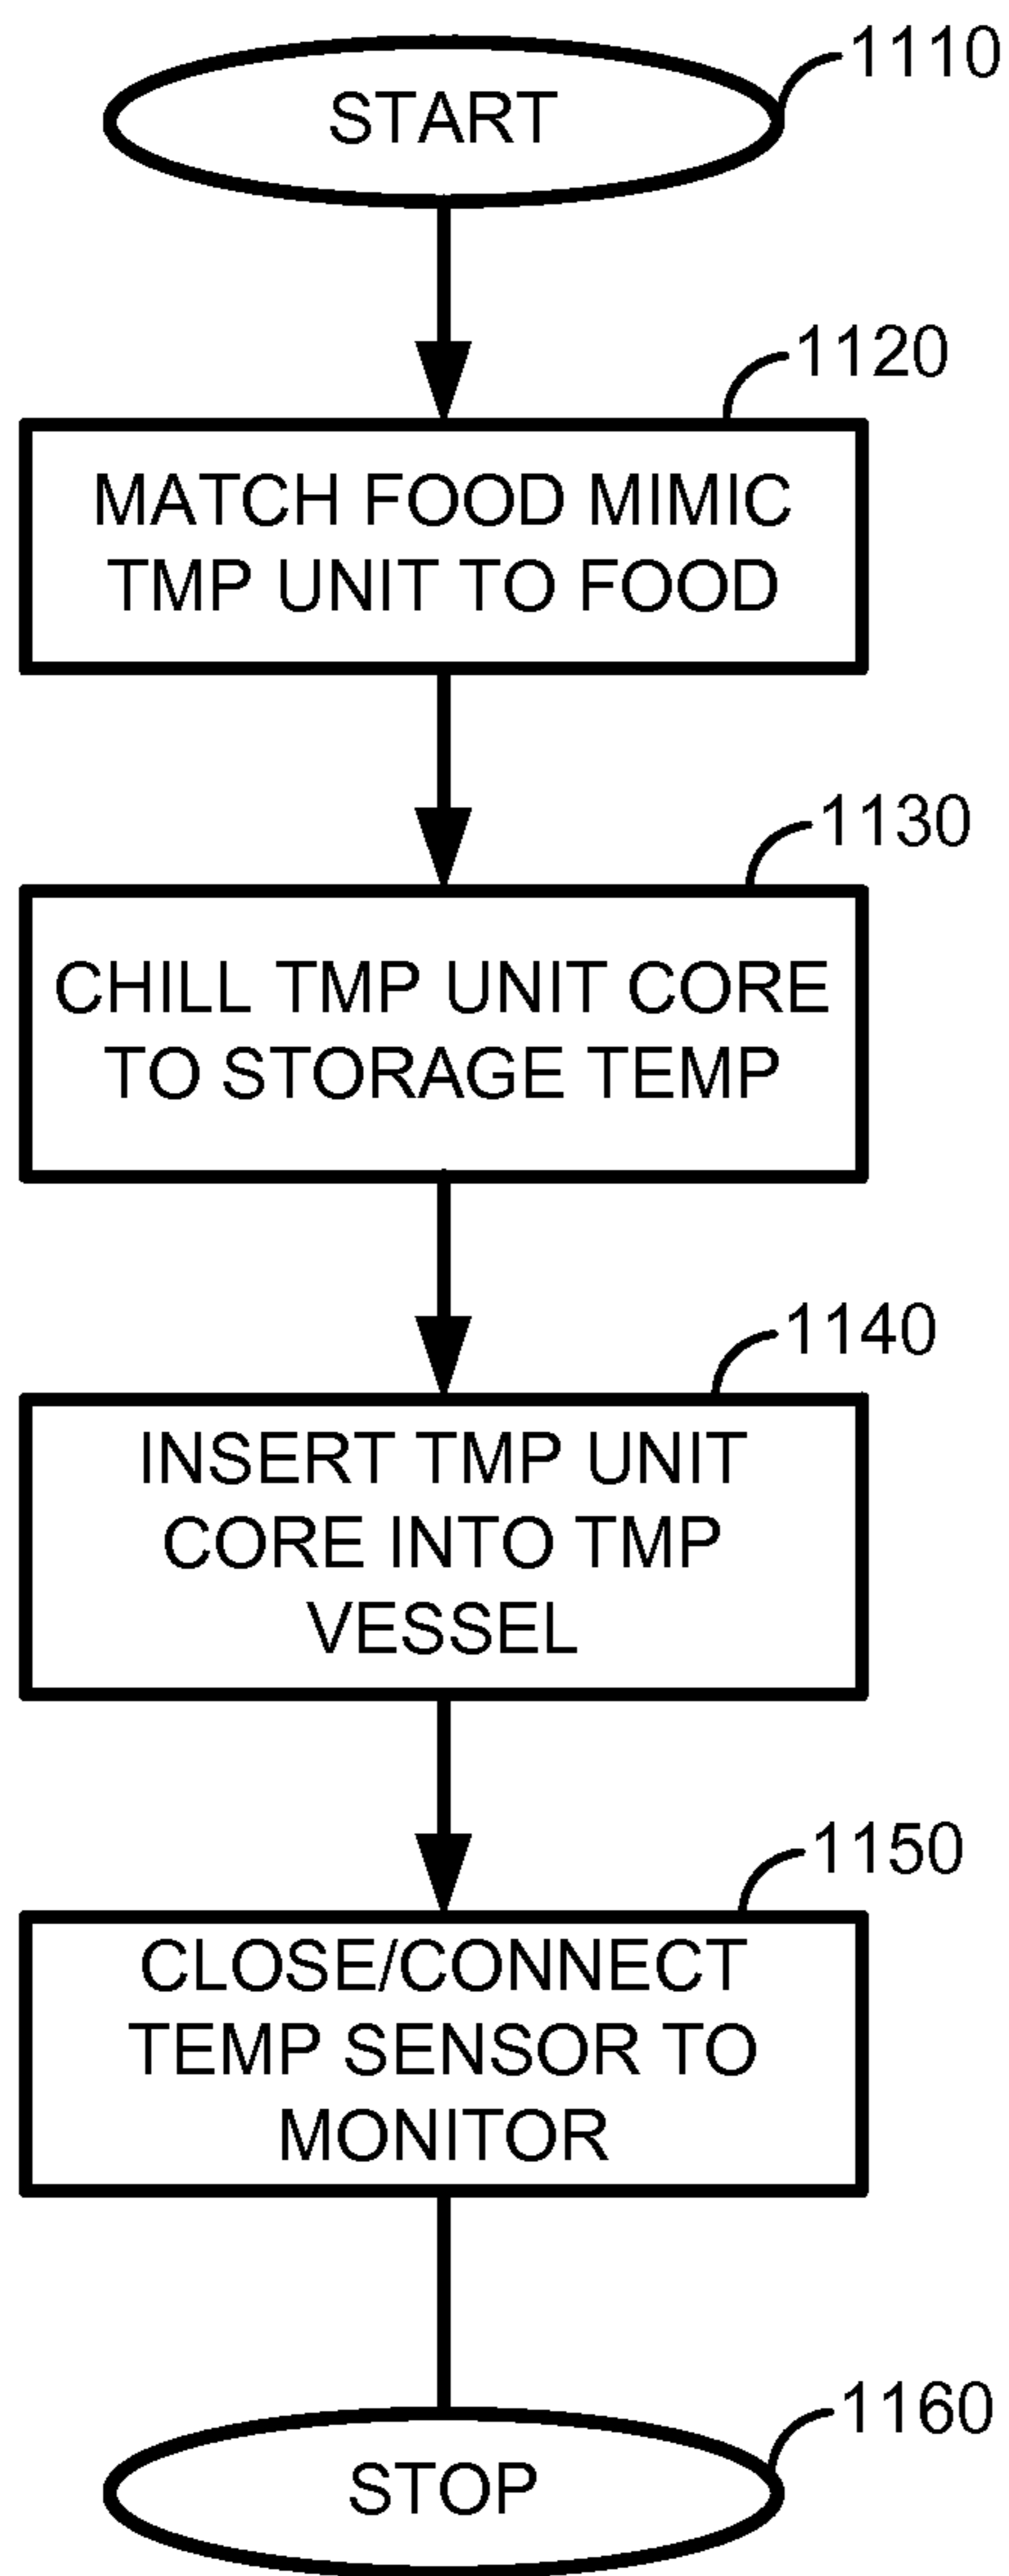 1110
START
1120
MATCH FOOD MIMIC
TMP UNIT TO FOOD
1130
CHILL TMP UNIT CORE
TO STORAGE TEMP
1140
INSERT TMP UNIT
CORE INTO TMP
VESSEL
1150
CLOSE/CONNECT
TEMP SENSOR TO
MONITOR
1160
STOP